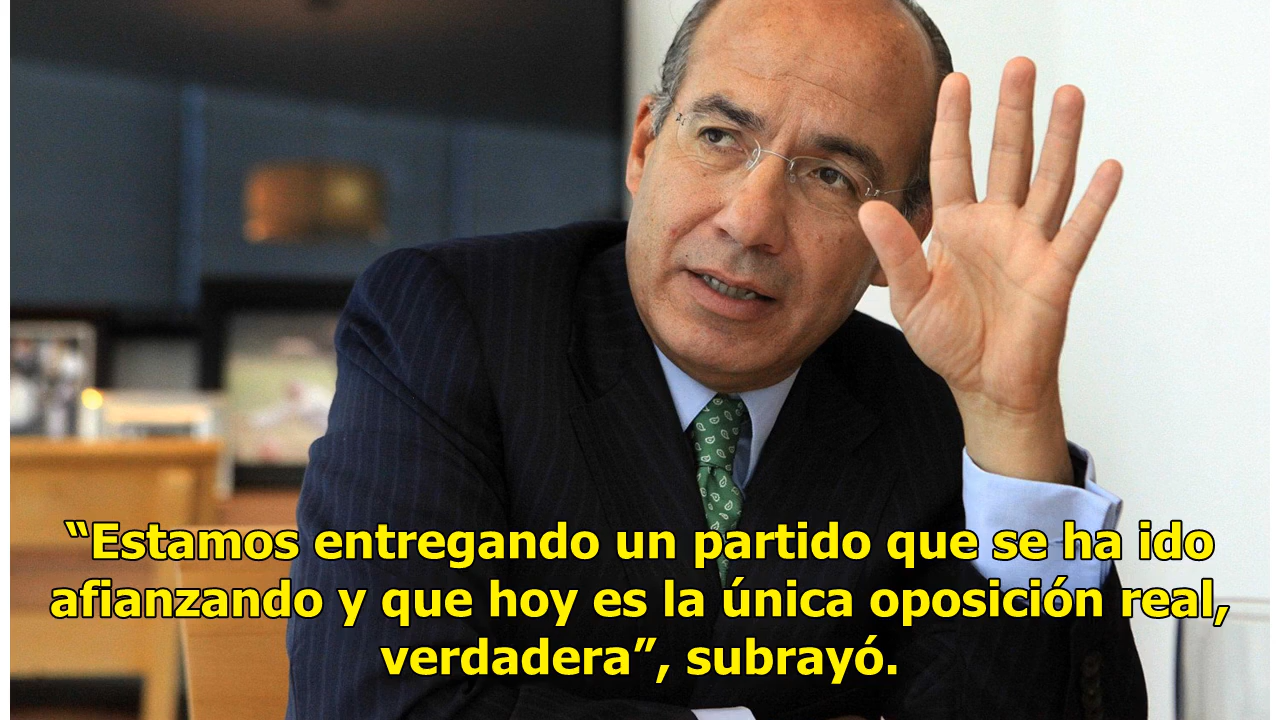 “Estamos entregando un partido que se ha ido
afianzando y que hoy es la única oposición real,
verdadera”, subrayó.